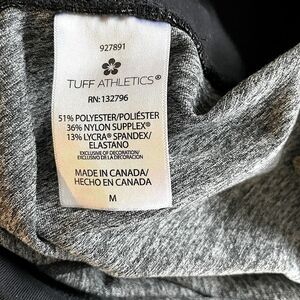 927891
TUFF ATHLETICS®
RN:132796
51% POLYESTER/POLIÉSTER
36% NYLON SUPPLEX®
13% LYCRA® SPANDEX/
ELASTANO
EXCLUSIVE OF DECORATION/
EXCLUSIVO DE LA DECORACIÓN
MADE IN CANADA/
HECHO EN CANADA
M